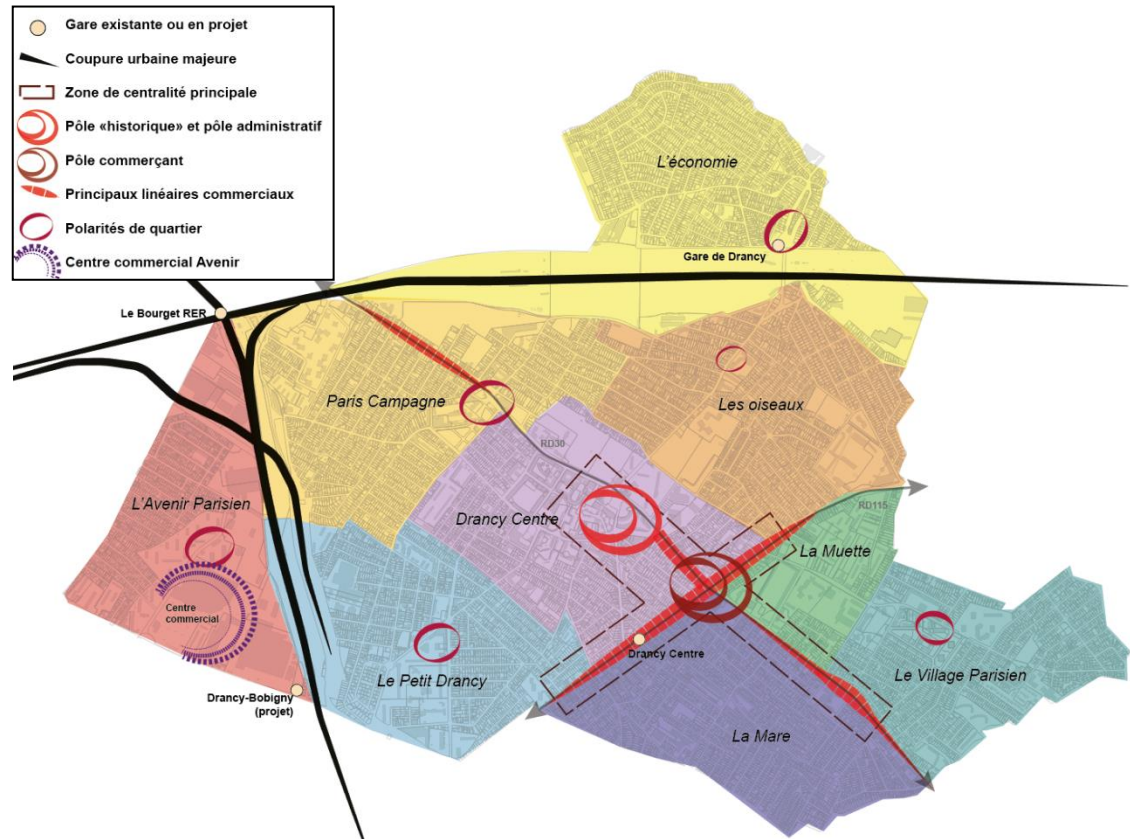 Gare existante ou en projet
Coupure urbaine majeure
Zone de centralité principale
Pôle «historique» et pôle administratif
Pôle commerçant
Principaux linéaires commerciaux
Polarités de quartier
Centre commercial Avenir
L'économie
Gare de Drancy
Le Bourget RER
Paris Campagne
Les oiseaux
RD30
L'Avenir Parisien
Drancy Centre
RD115
La Muette
Centre
commercial
Drancy Centre
Le Petit Drancy
Le Village Parisien
Drancy-Bobigny
(projet)
La Mare